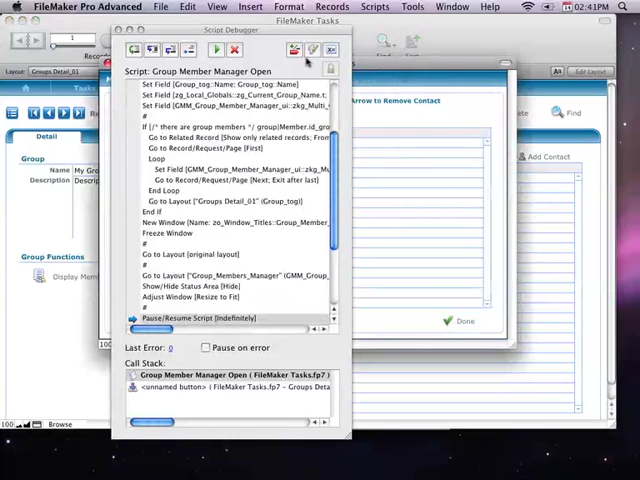 FileMaker Pro Advanced File Edit View Insert Format Records Scripts Tools Window Help 02:41PM
FileMaker Tasks
Script Debugger
1
Layout: Groups Detail_01
Aa Edit Layout
Tasks
Find
Script: Group Member Manager Open
Arrow to Remove Contact
Detail
Add Contact
Group
Name My Gro
Description Descrip
Group Functions
Display Mem
Set Field [Group_tog::Name; Group_tog::Name]
Set Field [zg_Local_Globals::zg_Current_Group_Name.t;
Set Field [GMM_Group_Member_Manager_ui::zkg_Multi_
#
If [/* there are group members */ group|Member.id_gro
Go to Related Record [Show only related records; From
Go to Record/Request/Page [First]
Loop
Set Field [GMM_Group_Member_Manager_ui::zkg_Mu
Go to Record/Request/Page [Next; Exit after last]
End Loop
Go to Layout ["Groups Detail_01" (Group_tog)]
End If
New Window [Name: zo_Window_Titles::Group_Member_
Freeze Window
#
Go to Layout [original layout]
#
Go to Layout ["Group_Members_Manager" (GMM_Group_
Show/Hide Status Area [Hide]
Adjust Window [Resize to Fit]
#
Pause/Resume Script [Indefinitely]
Done
Last Error: 0 Pause on error
Call Stack:
Group Member Manager Open ( FileMaker Tasks.fp7 )
<unnamed button> ( FileMaker Tasks.fp7 - Groups Deta
100
100 Browse